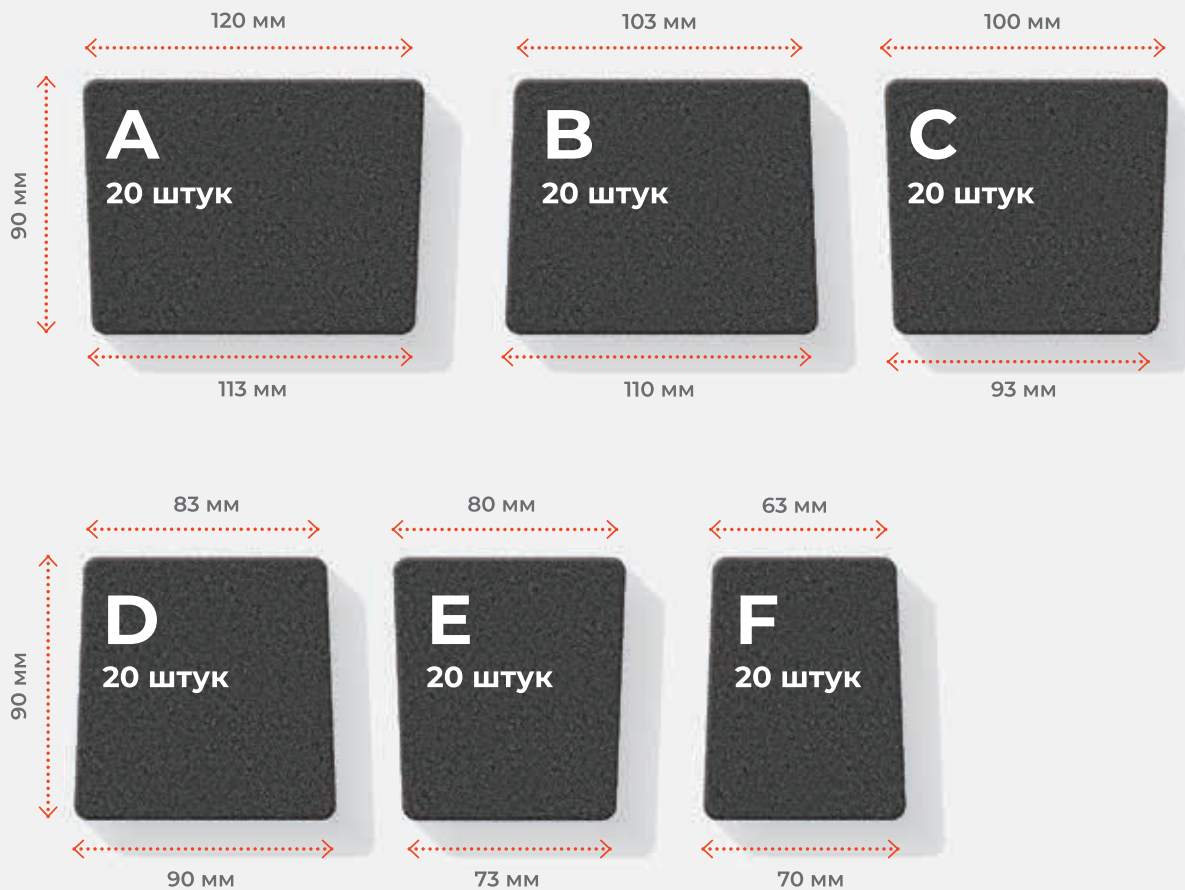 120 мм
103 мм
100 мм
90 мм
A
20 штук
B
20 штук
C
20 штук
113 мм
110 мм
93 мм
83 мм
80 мм
63 мм
90 мм
D
20 штук
E
20 штук
F
20 штук
90 мм
73 мм
70 мм